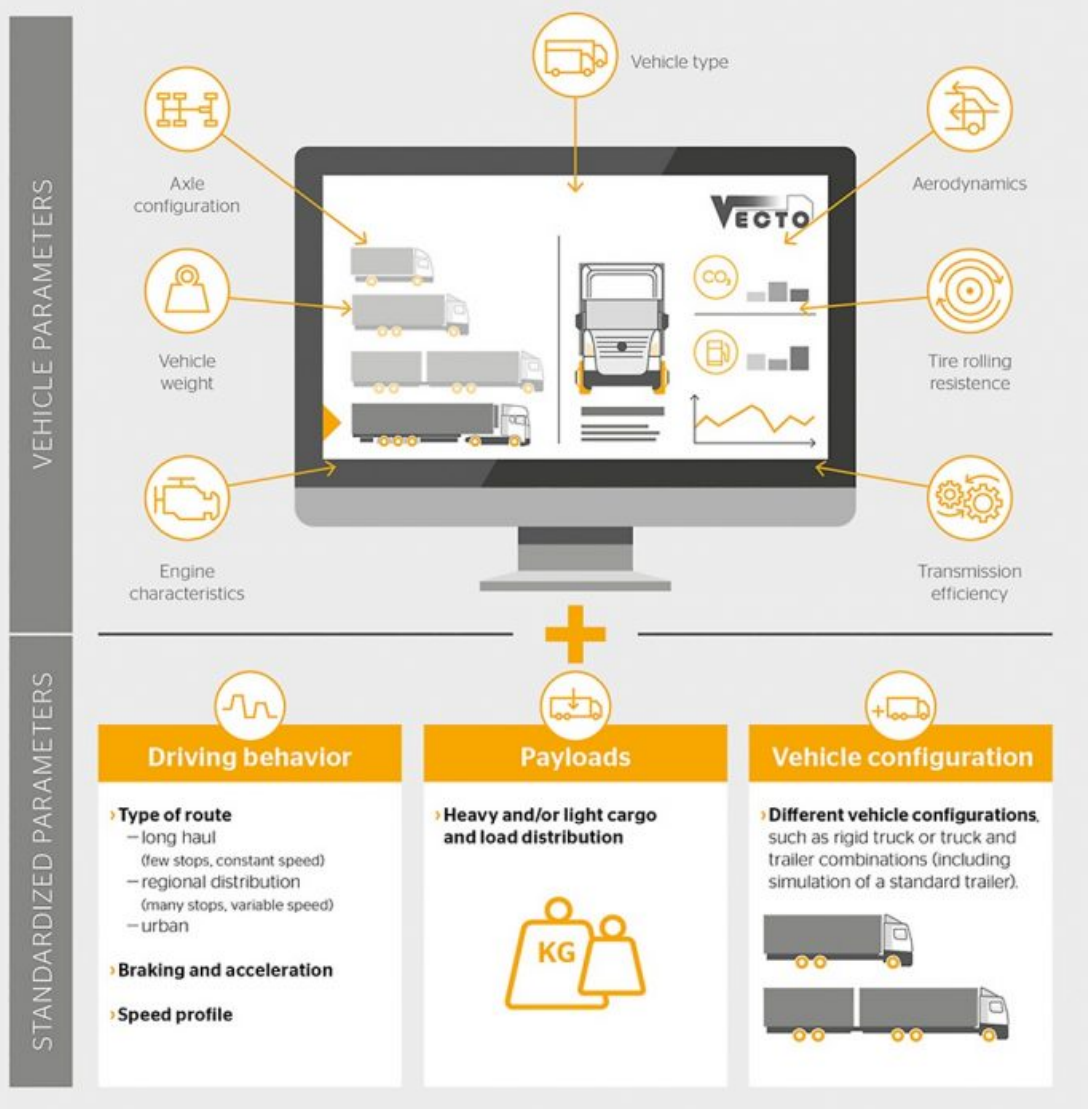 VEHICLE PARAMETERS
Vehicle type
Axle
configuration
Aerodynamics
VECTO
CO₂
Vehicle
weight
Tire rolling
resistence
Engine
characteristics
Transmission
efficiency
STANDARDIZED PARAMETERS
Driving behavior
› Type of route
– long haul
(few stops, constant speed)
– regional distribution
(many stops, variable speed)
– urban
› Braking and acceleration
› Speed profile
Payloads
› Heavy and/or light cargo
and load distribution
KG
Vehicle configuration
› Different vehicle configurations,
such as rigid truck or truck and
trailer combinations (including
simulation of a standard trailer).